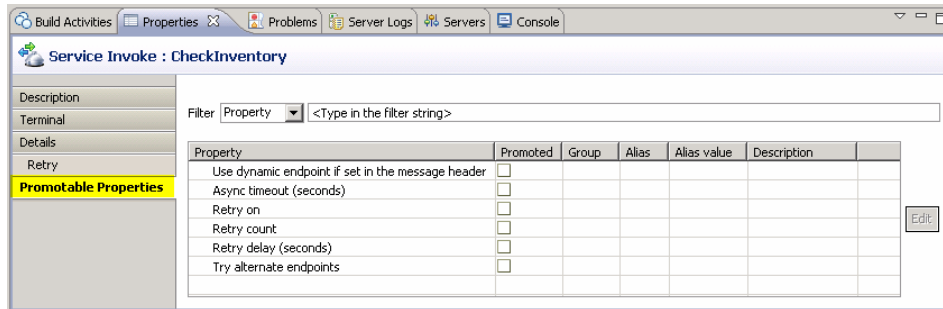 Build Activities Properties Problems Server Logs Servers Console
Service Invoke : CheckInventory
Description
Terminal
Details
Retry
Promotable Properties
Filter Property <Type in the filter string>
Property Promoted Group Alias Alias value Description
Use dynamic endpoint if set in the message header
Async timeout (seconds)
Retry on
Retry count
Retry delay (seconds)
Try alternate endpoints
Edit